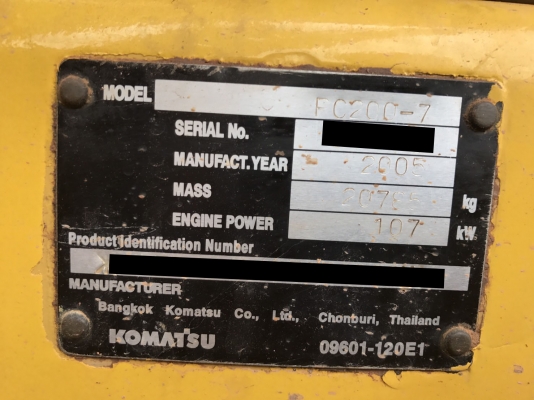 MODEL PC200-7
SERIAL No.
MANUFACT.YEAR 2005
MASS kg
ENGINE POWER 107 kW
Product Identification Number
MANUFACTURER
Bangkok Komatsu Co., Ltd., Chonburi, Thailand
KOMATSU 09601-120E1